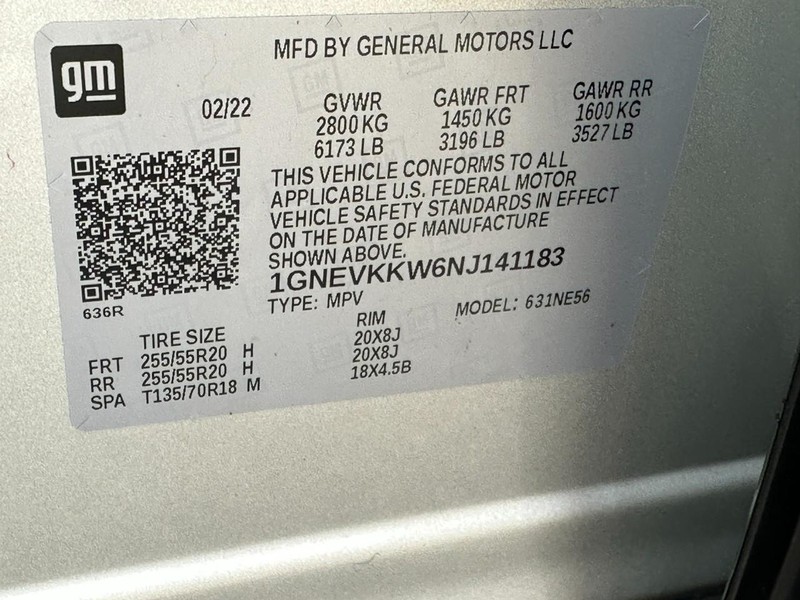 gm
MFD BY GENERAL MOTORS LLC
02/22 GVWR GAWR FRT GAWR RR
2800 KG 1450 KG 1600 KG
6173 LB 3196 LB 3527 LB
THIS VEHICLE CONFORMS TO ALL
APPLICABLE U.S. FEDERAL MOTOR
VEHICLE SAFETY STANDARDS IN EFFECT
ON THE DATE OF MANUFACTURE
SHOWN ABOVE.
1GNEVKKW6NJ141183
636R
TYPE: MPV MODEL: 631NE56
TIRE SIZE RIM
FRT 255/55R20 H 20X8J
RR 255/55R20 H 20X8J
SPA T135/70R18 M 18X4.5B